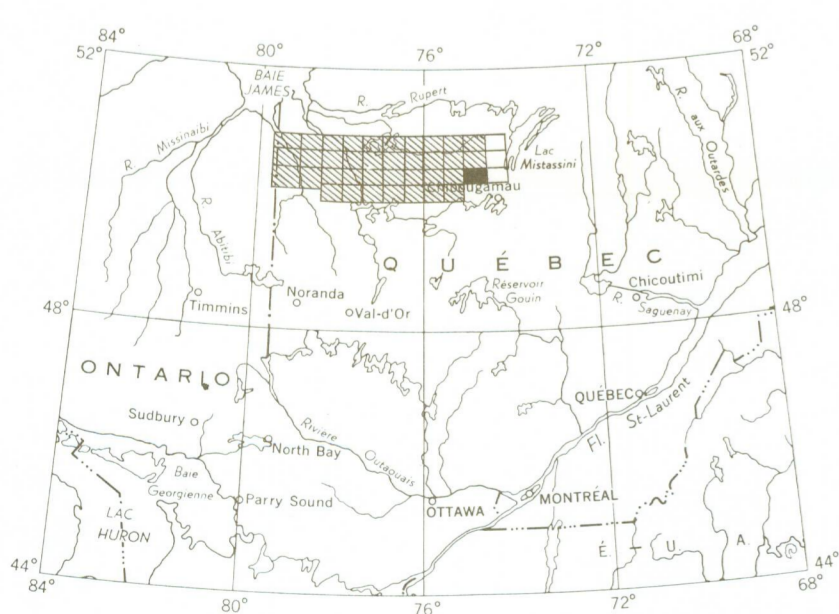 84°
52°
80°
76°
72°
68°
52°
BAIE
JAMES
R. Rupert
R. Missinaibi
R. aux Outardes
Lac
Mistassini
Chibougamau
R. Abitibi
QUÉBEC
Chicoutimi
Réservoir
Gouin
R. Saguenay
Noranda
Timmins
Val-d'Or
48°
48°
ONTARIO
QUÉBEC
Fl. St-Laurent
Sudbury
North Bay
Rivière Outaouais
Baie
Georgienne
Parry Sound
OTTAWA
MONTRÉAL
LAC
HURON
É. U. A.
44°
84°
80°
76°
72°
44°
68°